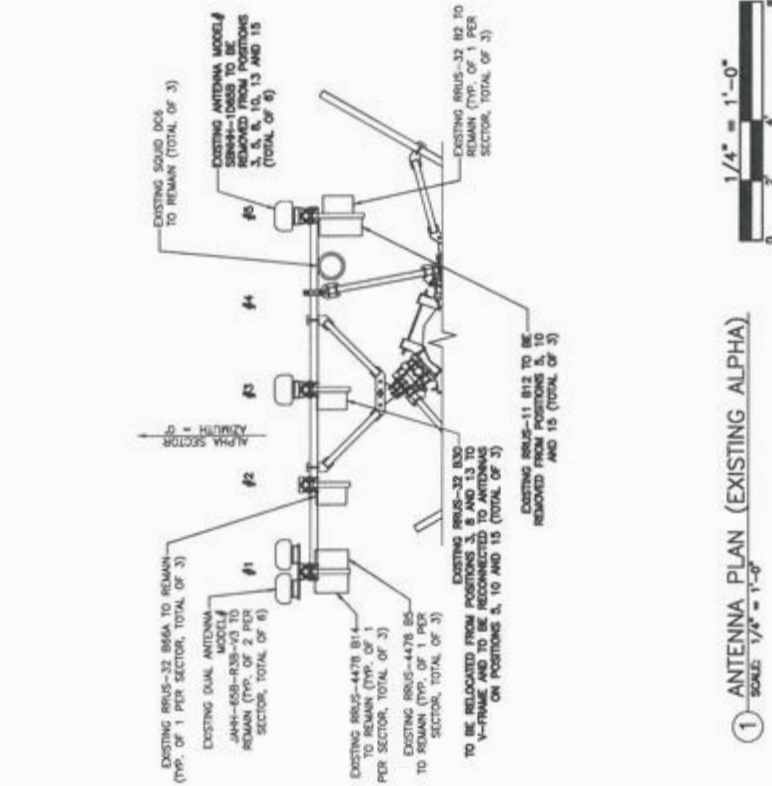 EXISTING RRUS-32 B66A TO REMAIN
(TYP. OF 1 PER SECTOR, TOTAL OF 3)
EXISTING DUAL ANTENNA
MODEL#
JAHH-65B-R3B-V3 TO
REMAIN (TYP. OF 2 PER
SECTOR, TOTAL OF 6)
EXISTING RRUS-4478 B14
TO REMAIN (TYP. OF 1
PER SECTOR, TOTAL OF 3)
EXISTING RRUS-4478 B5
TO REMAIN (TYP. OF 1 PER
SECTOR, TOTAL OF 3)
EXISTING RRUS-32 B30
TO BE RELOCATED FROM POSITIONS 3, 8 AND 13 TO
V-FRAME AND TO BE RECONNECTED TO ANTENNAS
ON POSITIONS 5, 10 AND 15 (TOTAL OF 3)
EXISTING RRUS-11 B12 TO BE
REMOVED FROM POSITIONS 5, 10
AND 15 (TOTAL OF 3)
ALPHA SECTOR
AZIMUTH = 0°
#1
#2
#3
#4
#5
EXISTING SQUID DC6
TO REMAIN (TOTAL OF 3)
EXISTING ANTENNA MODEL#
SBNHH-1D65B TO BE
REMOVED FROM POSITIONS
3, 5, 8, 10, 13 AND 15
(TOTAL OF 6)
EXISTING RRUS-32 B2 TO
REMAIN (TYP. OF 1 PER
SECTOR, TOTAL OF 3)
1 ANTENNA PLAN (EXISTING ALPHA)
SCALE: 1/4" = 1'-0"
1/4" = 1'-0"
0 2' 4'